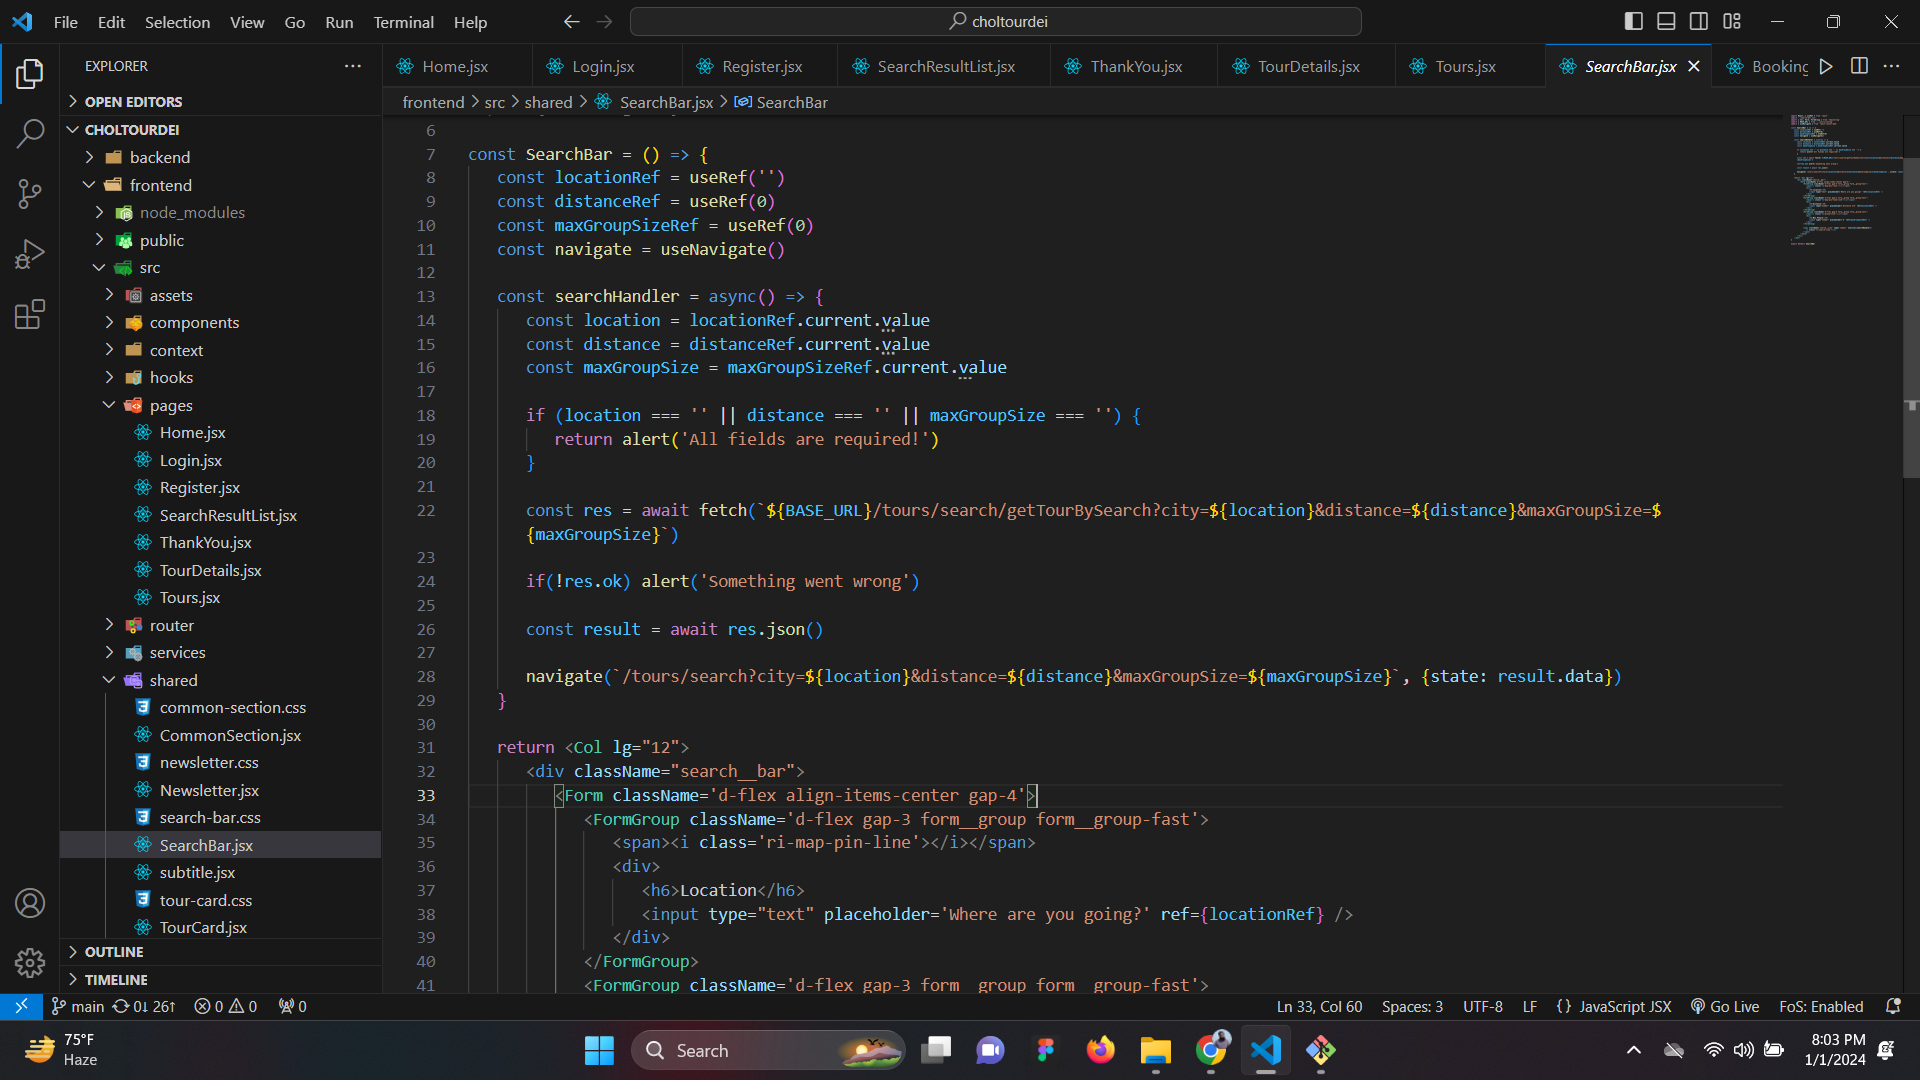 File Edit Selection View Go Run Terminal Help
choltourdei
EXPLORER
OPEN EDITORS
CHOLTOURDEI
backend
frontend
node_modules
public
src
assets
components
context
hooks
pages
Home.jsx
Login.jsx
Register.jsx
SearchResultList.jsx
ThankYou.jsx
TourDetails.jsx
Tours.jsx
router
services
shared
common-section.css
CommonSection.jsx
newsletter.css
Newsletter.jsx
search-bar.css
SearchBar.jsx
subtitle.jsx
tour-card.css
TourCard.jsx
OUTLINE
TIMELINE
Home.jsx Login.jsx Register.jsx SearchResultList.jsx ThankYou.jsx TourDetails.jsx Tours.jsx SearchBar.jsx Booking
frontend > src > shared > SearchBar.jsx > SearchBar
6
7 const SearchBar = () => {
8 const locationRef = useRef('')
9 const distanceRef = useRef(0)
10 const maxGroupSizeRef = useRef(0)
11 const navigate = useNavigate()
12
13 const searchHandler = async() => {
14 const location = locationRef.current.value
15 const distance = distanceRef.current.value
16 const maxGroupSize = maxGroupSizeRef.current.value
17
18 if (location === '' || distance === '' || maxGroupSize === '') {
19 return alert('All fields are required!')
20 }
21
22 const res = await fetch(`${BASE_URL}/tours/search/getTourBySearch?city=${location}&distance=${distance}&maxGroupSize=$
{maxGroupSize}`)
23
24 if(!res.ok) alert('Something went wrong')
25
26 const result = await res.json()
27
28 navigate(`/tours/search?city=${location}&distance=${distance}&maxGroupSize=${maxGroupSize}`, {state: result.data})
29 }
30
31 return <Col lg="12">
32 <div className="search__bar">
33 <Form className='d-flex align-items-center gap-4'>
34 <FormGroup className='d-flex gap-3 form__group form__group-fast'>
35 <span><i class='ri-map-pin-line'></i></span>
36 <div>
37 <h6>Location</h6>
38 <input type="text" placeholder='Where are you going?' ref={locationRef} />
39 </div>
40 </FormGroup>
41 <FormGroup className='d-flex gap-3 form__group form__group-fast'>
main 0↓ 26↑ 0 0 0
Ln 33, Col 60 Spaces: 3 UTF-8 LF {} JavaScript JSX Go Live FoS: Enabled
75°F
Haze
Search
8:03 PM
1/1/2024